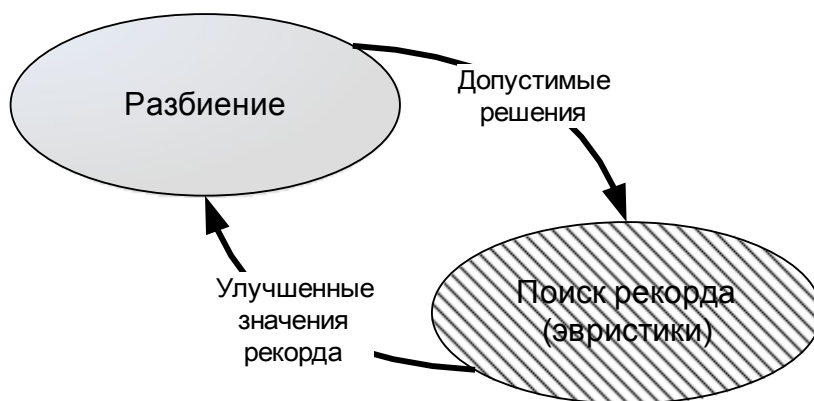 Разбиение
Допустимые
решения
Улучшенные
значения
рекорда
Поиск рекорда
(эвристики)